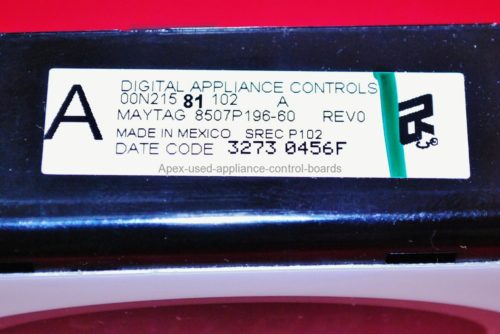 A
DIGITAL APPLIANCE CONTROLS
00N215 81 102 A
MAYTAG 8507P196-60 REV0
MADE IN MEXICO SREC P102
DATE CODE 3273 0456F
Apex-used-appliance-control-boards